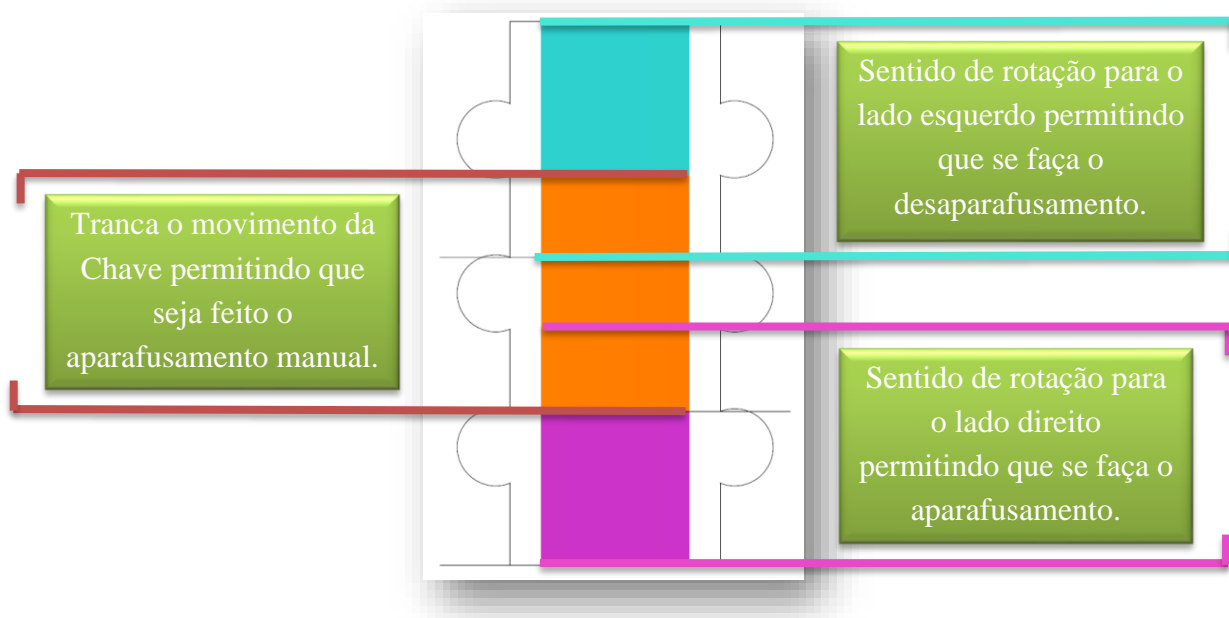 Sentido de rotação para o
lado esquerdo permitindo
que se faça o
desaparafusamento.
Tranca o movimento da
Chave permitindo que
seja feito o
aparafusamento manual.
Sentido de rotação para
o lado direito
permitindo que se faça o
aparafusamento.